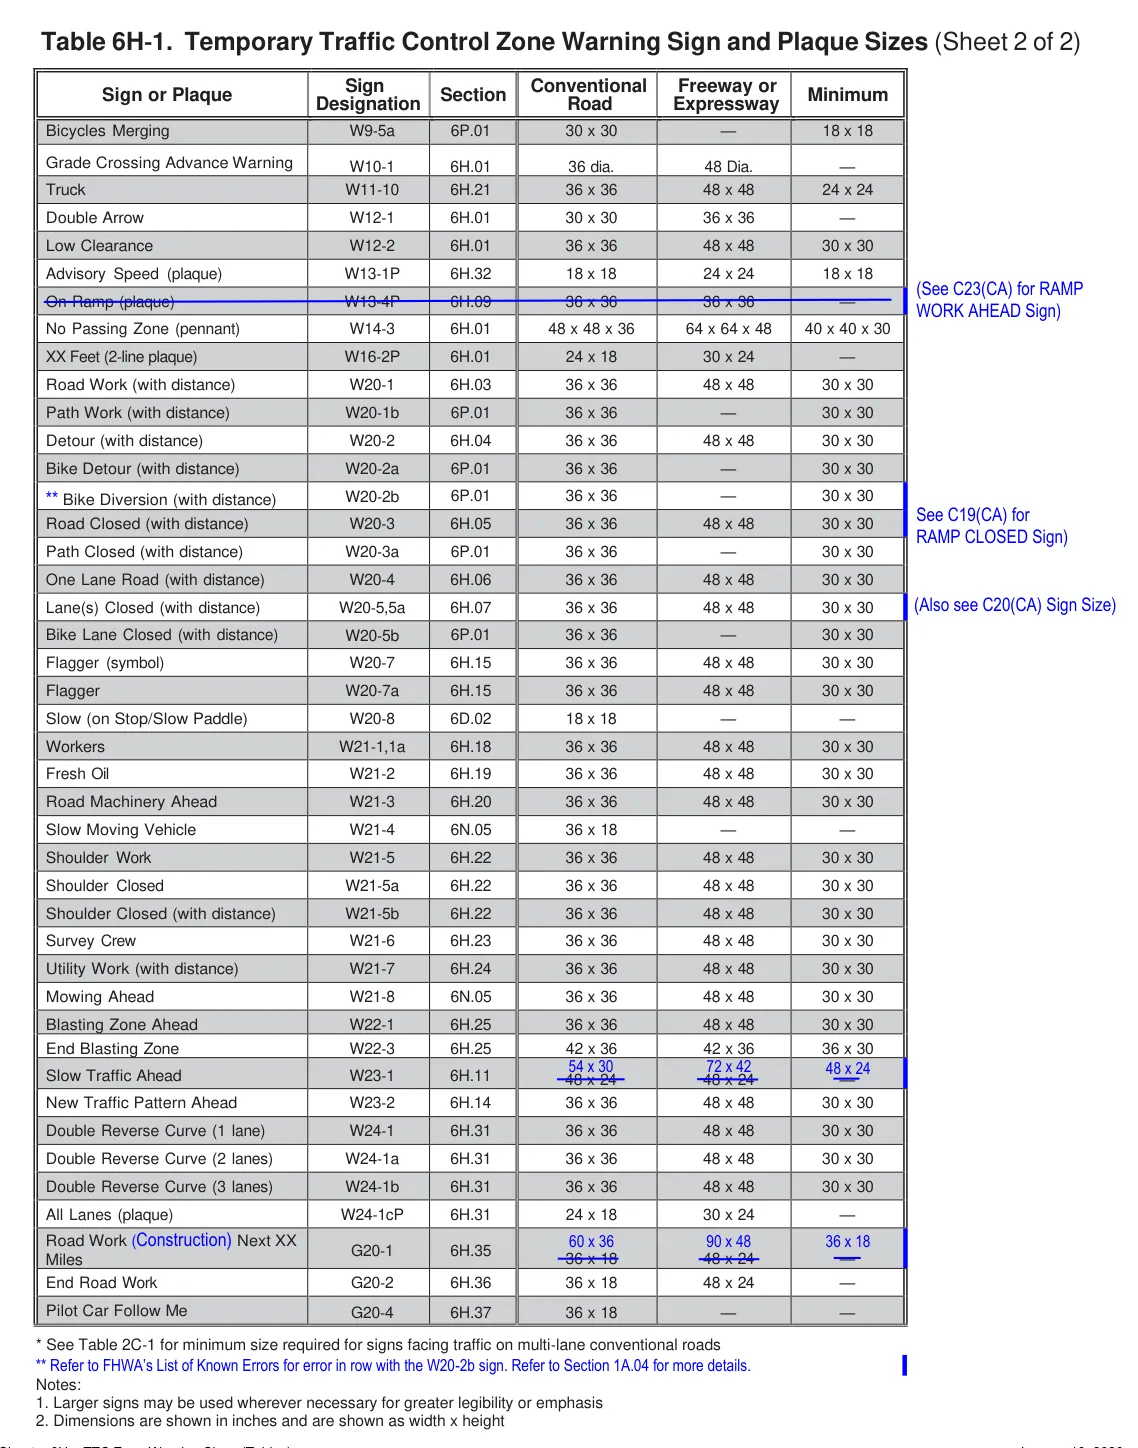 Table 6H-1. Temporary Traffic Control Zone Warning Sign and Plaque Sizes (Sheet 2 of 2)
Sign or Plaque Sign Designation Section Conventional Road Freeway or Expressway Minimum
Bicycles Merging W9-5a 6P.01 30 x 30 — 18 x 18
Grade Crossing Advance Warning W10-1 6H.01 36 dia. 48 Dia. —
Truck W11-10 6H.21 36 x 36 48 x 48 24 x 24
Double Arrow W12-1 6H.01 30 x 30 36 x 36 —
Low Clearance W12-2 6H.01 36 x 36 48 x 48 30 x 30
Advisory Speed (plaque) W13-1P 6H.32 18 x 18 24 x 24 18 x 18
On Ramp (plaque) W13-4P 6H.09 36 x 36 36 x 36 —
(See C23(CA) for RAMP
WORK AHEAD Sign)
No Passing Zone (pennant) W14-3 6H.01 48 x 48 x 36 64 x 64 x 48 40 x 40 x 30
XX Feet (2-line plaque) W16-2P 6H.01 24 x 18 30 x 24 —
Road Work (with distance) W20-1 6H.03 36 x 36 48 x 48 30 x 30
Path Work (with distance) W20-1b 6P.01 36 x 36 — 30 x 30
Detour (with distance) W20-2 6H.04 36 x 36 48 x 48 30 x 30
Bike Detour (with distance) W20-2a 6P.01 36 x 36 — 30 x 30
** Bike Diversion (with distance) W20-2b 6P.01 36 x 36 — 30 x 30
Road Closed (with distance) W20-3 6H.05 36 x 36 48 x 48 30 x 30
See C19(CA) for
RAMP CLOSED Sign)
Path Closed (with distance) W20-3a 6P.01 36 x 36 — 30 x 30
One Lane Road (with distance) W20-4 6H.06 36 x 36 48 x 48 30 x 30
Lane(s) Closed (with distance) W20-5,5a 6H.07 36 x 36 48 x 48 30 x 30 (Also see C20(CA) Sign Size)
Bike Lane Closed (with distance) W20-5b 6P.01 36 x 36 — 30 x 30
Flagger (symbol) W20-7 6H.15 36 x 36 48 x 48 30 x 30
Flagger W20-7a 6H.15 36 x 36 48 x 48 30 x 30
Slow (on Stop/Slow Paddle) W20-8 6D.02 18 x 18 — —
Workers W21-1,1a 6H.18 36 x 36 48 x 48 30 x 30
Fresh Oil W21-2 6H.19 36 x 36 48 x 48 30 x 30
Road Machinery Ahead W21-3 6H.20 36 x 36 48 x 48 30 x 30
Slow Moving Vehicle W21-4 6N.05 36 x 18 — —
Shoulder Work W21-5 6H.22 36 x 36 48 x 48 30 x 30
Shoulder Closed W21-5a 6H.22 36 x 36 48 x 48 30 x 30
Shoulder Closed (with distance) W21-5b 6H.22 36 x 36 48 x 48 30 x 30
Survey Crew W21-6 6H.23 36 x 36 48 x 48 30 x 30
Utility Work (with distance) W21-7 6H.24 36 x 36 48 x 48 30 x 30
Mowing Ahead W21-8 6N.05 36 x 36 48 x 48 30 x 30
Blasting Zone Ahead W22-1 6H.25 36 x 36 48 x 48 30 x 30
End Blasting Zone W22-3 6H.25 42 x 36 42 x 36 36 x 30
54 x 30 72 x 42 48 x 24
Slow Traffic Ahead W23-1 6H.11 48 x 24 48 x 24 —
New Traffic Pattern Ahead W23-2 6H.14 36 x 36 48 x 48 30 x 30
Double Reverse Curve (1 lane) W24-1 6H.31 36 x 36 48 x 48 30 x 30
Double Reverse Curve (2 lanes) W24-1a 6H.31 36 x 36 48 x 48 30 x 30
Double Reverse Curve (3 lanes) W24-1b 6H.31 36 x 36 48 x 48 30 x 30
All Lanes (plaque) W24-1cP 6H.31 24 x 18 30 x 24 —
Road Work (Construction) Next XX 60 x 36 90 x 48 36 x 18
Miles G20-1 6H.35 36 x 18 48 x 24 —
End Road Work G20-2 6H.36 36 x 18 48 x 24 —
Pilot Car Follow Me G20-4 6H.37 36 x 18 — —
* See Table 2C-1 for minimum size required for signs facing traffic on multi-lane conventional roads
** Refer to FHWA's List of Known Errors for error in row with the W20-2b sign. Refer to Section 1A.04 for more details.
Notes:
1. Larger signs may be used wherever necessary for greater legibility or emphasis
2. Dimensions are shown in inches and are shown as width x height